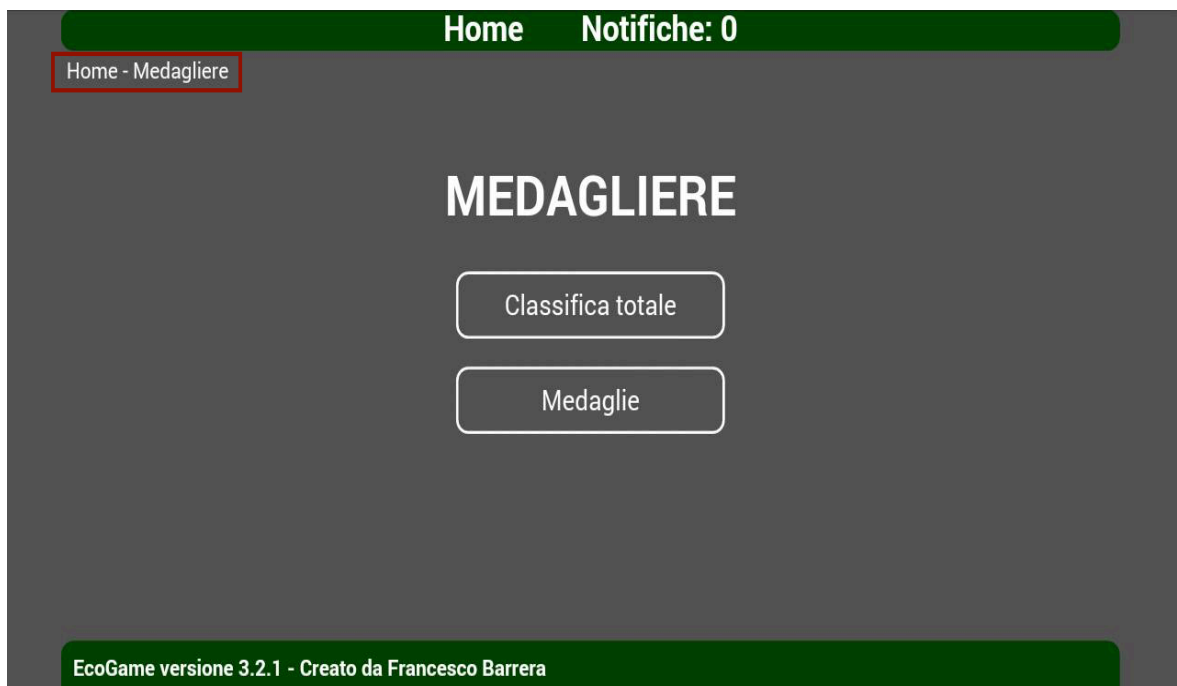 Home Notifiche: 0
Home - Medagliere
MEDAGLIERE
Classifica totale
Medaglie
EcoGame versione 3.2.1 - Creato da Francesco Barrera